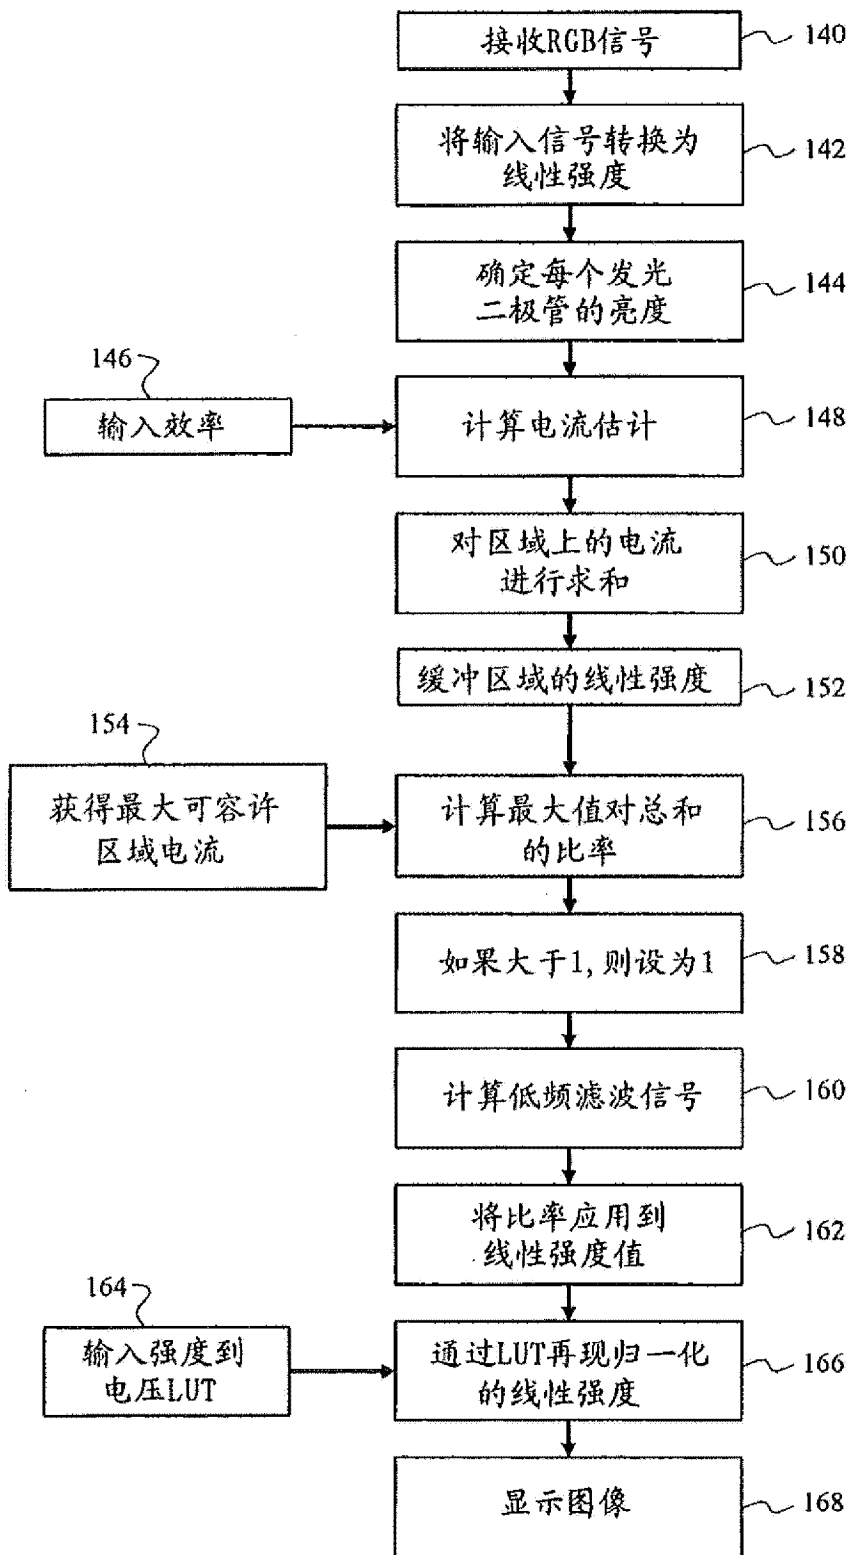 接收RGB信号
140
将输入信号转换为
线性强度
142
确定每个发光
二极管的亮度
144
146
输入效率
计算电流估计
148
对区域上的电流
进行求和
150
缓冲区域的线性强度
152
154
获得最大可容许
区域电流
计算最大值对总和
的比率
156
如果大于1,则设为1
158
计算低频滤波信号
160
将比率应用到
线性强度值
162
164
输入强度到
电压LUT
通过LUT再现归一化
的线性强度
166
显示图像
168